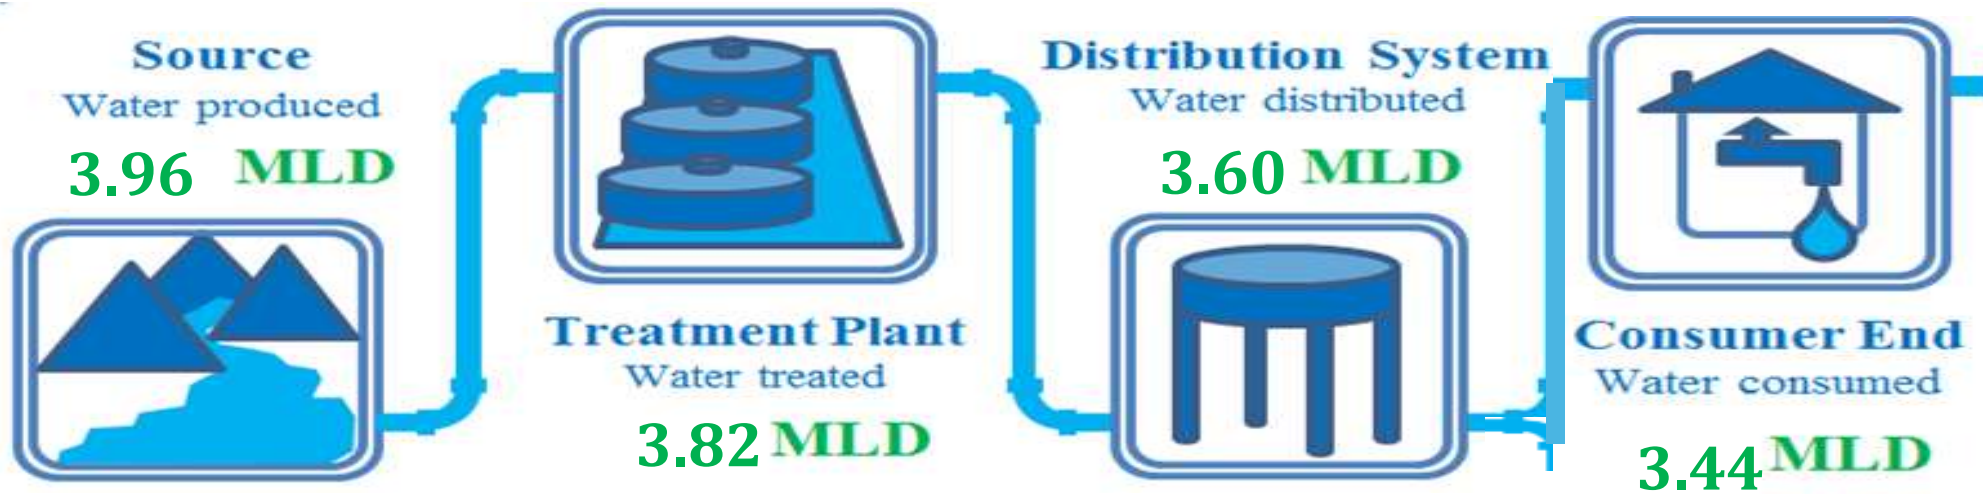 Source
Water produced
3.96 MLD
Treatment Plant
Water treated
3.82 MLD
Distribution System
Water distributed
3.60 MLD
Consumer End
Water consumed
3.44 MLD